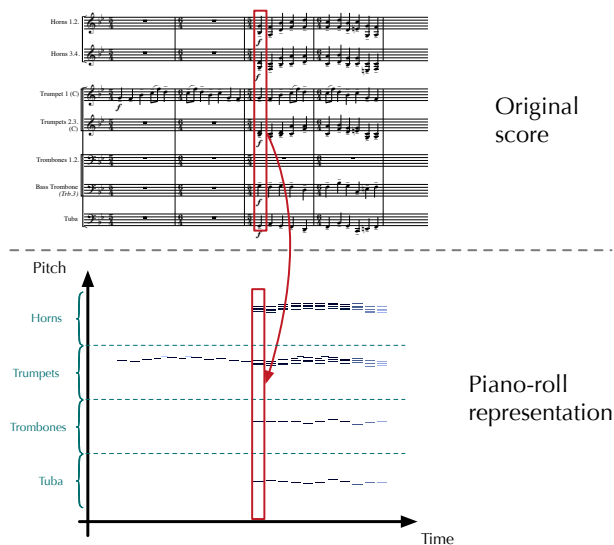 Horns 1.2.
Horns 3.4.
Trumpet 1 (C)
f
Trumpets 2.3.
(C)
Trombones 1.2.
Bass Trombone
(Trb.3)
Tuba
f
f
f
f
f
Original
score
Pitch
Horns
Trumpets
Trombones
Tuba
Piano-roll
representation
Time